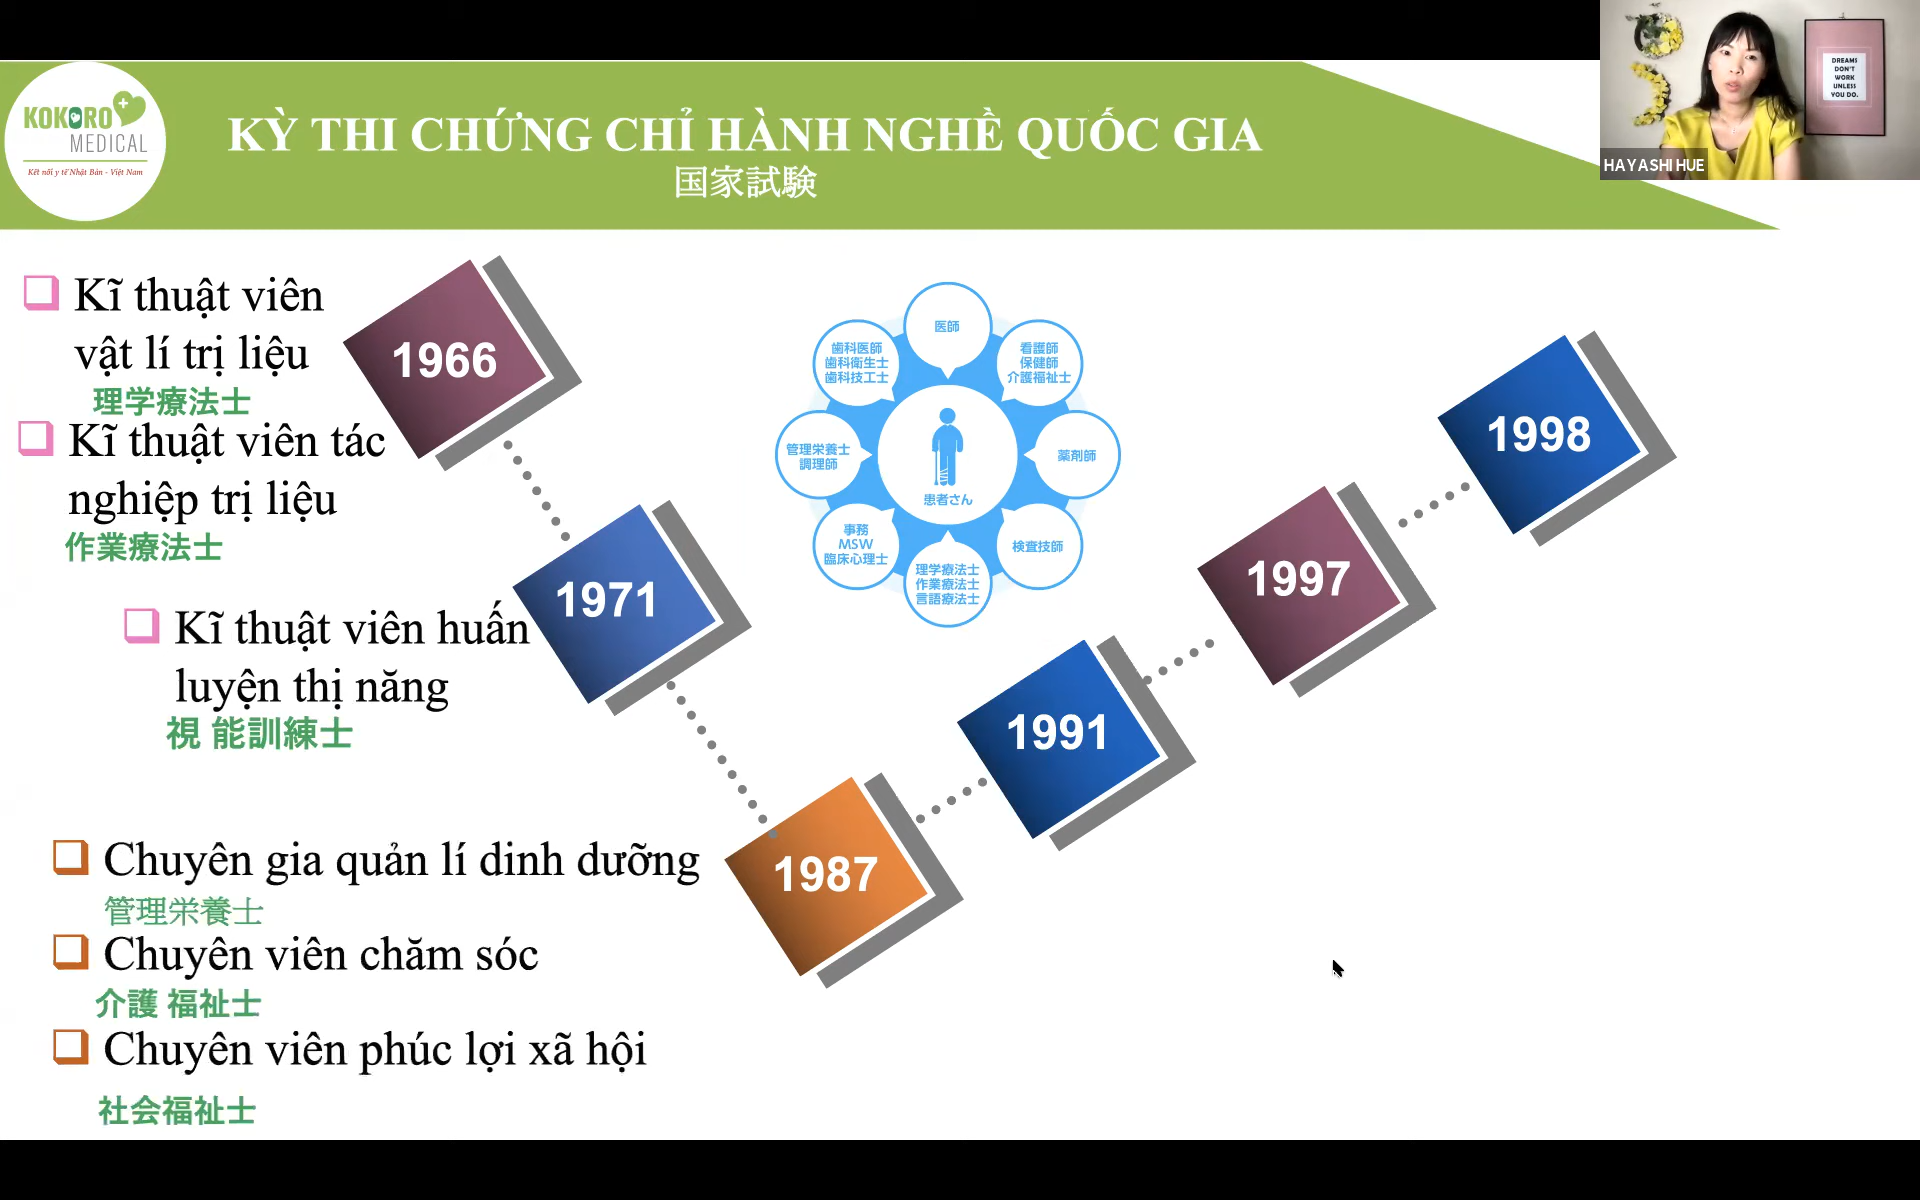 KOKORO
MEDICAL
Kết nối y tế Nhật Bản - Việt Nam
KỲ THI CHỨNG CHỈ HÀNH NGHỀ QUỐC GIA
国家試験
DREAMS
DON'T
WORK
UNLESS
YOU DO.
HAYASHI HUE
Kĩ thuật viên
vật lí trị liệu
理学療法士
Kĩ thuật viên tác
nghiệp trị liệu
作業療法士
1966
Kĩ thuật viên huấn
luyện thị năng
視 能訓練士
1971
Chuyên gia quản lí dinh dưỡng
管理栄養士
Chuyên viên chăm sóc
介護 福祉士
Chuyên viên phúc lợi xã hội
社会福祉士
1987
1991
1997
1998
医師
看護師
保健師
介護福祉士
薬剤師
検査技師
理学療法士
作業療法士
言語療法士
事務
MSW
臨床心理士
管理栄養士
調理師
歯科医師
歯科衛生士
歯科技工士
患者さん